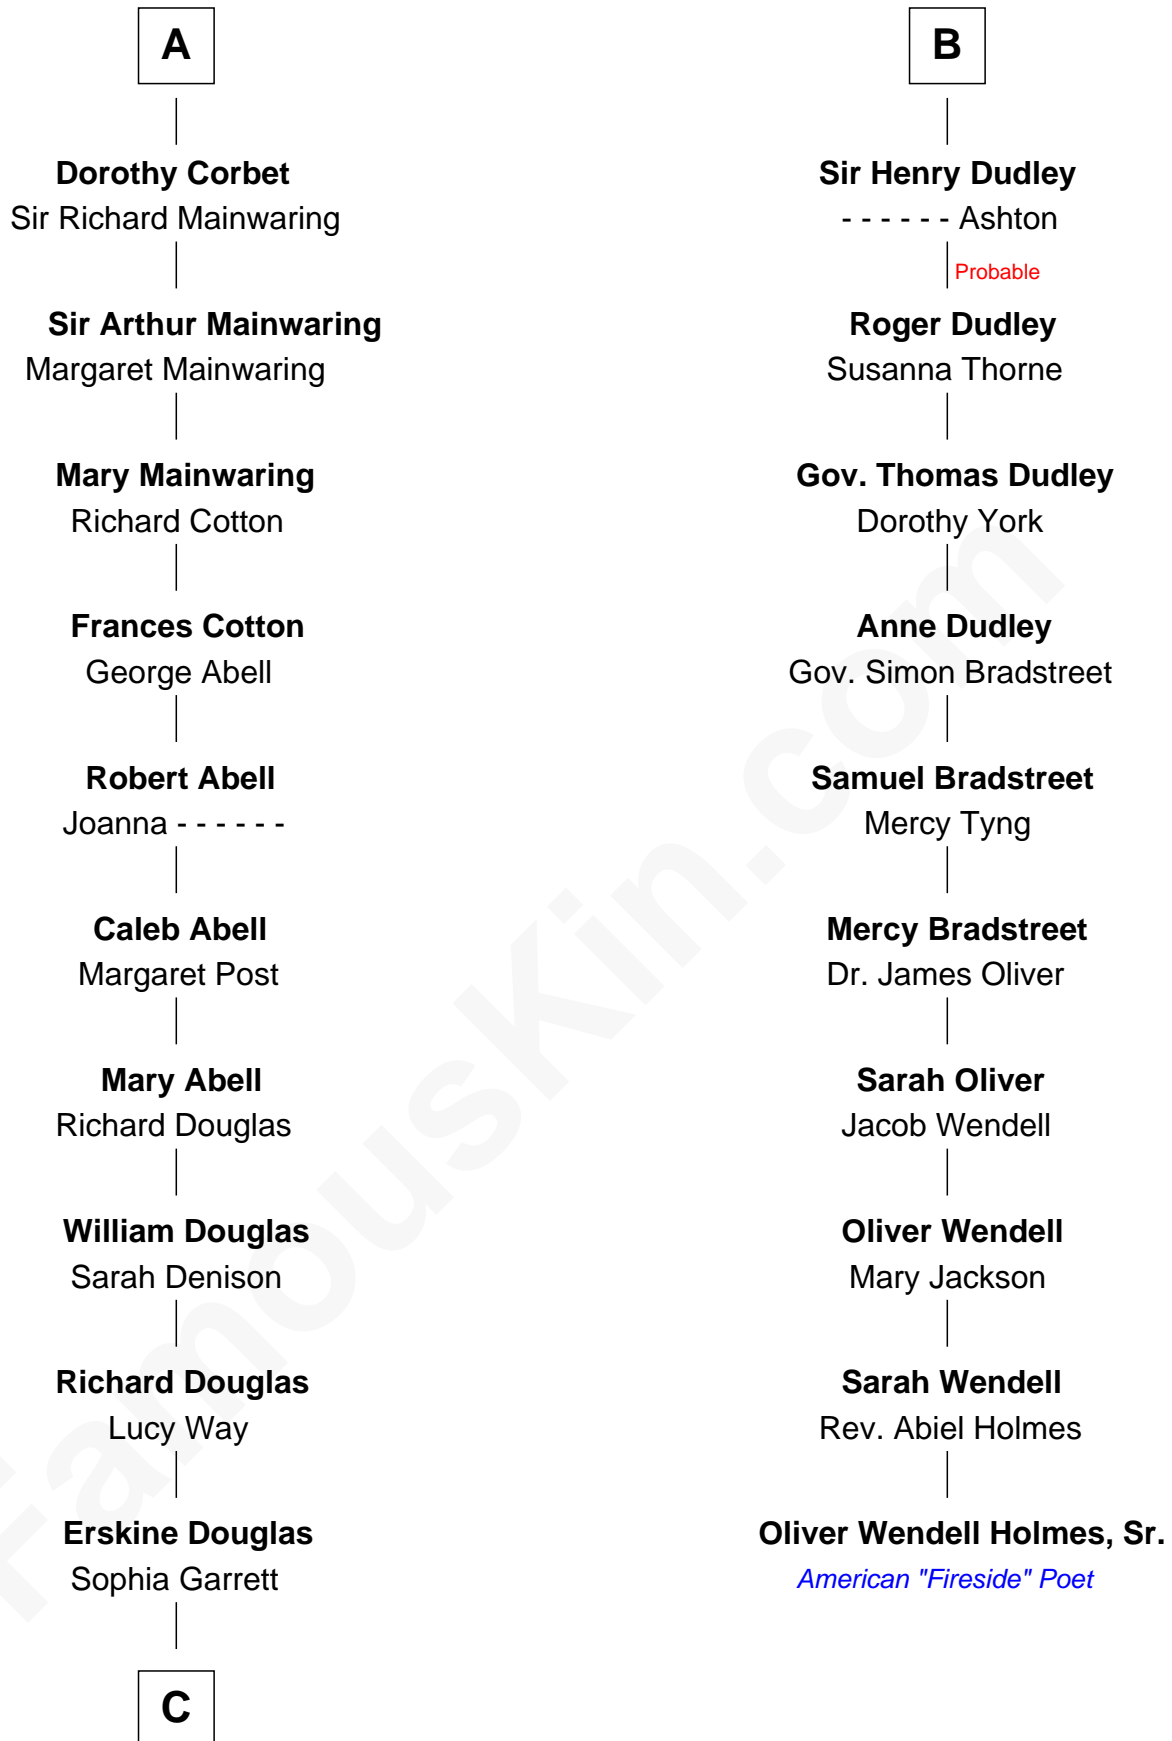 A
Dorothy Corbet
Sir Richard Mainwaring
Sir Arthur Mainwaring
Margaret Mainwaring
Mary Mainwaring
Richard Cotton
Frances Cotton
George Abell
Robert Abell
Joanna - - - - - -
Caleb Abell
Margaret Post
Mary Abell
Richard Douglas
William Douglas
Sarah Denison
Richard Douglas
Lucy Way
Erskine Douglas
Sophia Garrett
C
B
Sir Henry Dudley
- - - - - - Ashton
Probable
Roger Dudley
Susanna Thorne
Gov. Thomas Dudley
Dorothy York
Anne Dudley
Gov. Simon Bradstreet
Samuel Bradstreet
Mercy Tyng
Mercy Bradstreet
Dr. James Oliver
Sarah Oliver
Jacob Wendell
Oliver Wendell
Mary Jackson
Sarah Wendell
Rev. Abiel Holmes
Oliver Wendell Holmes, Sr.
American "Fireside" Poet
FamousKin.com